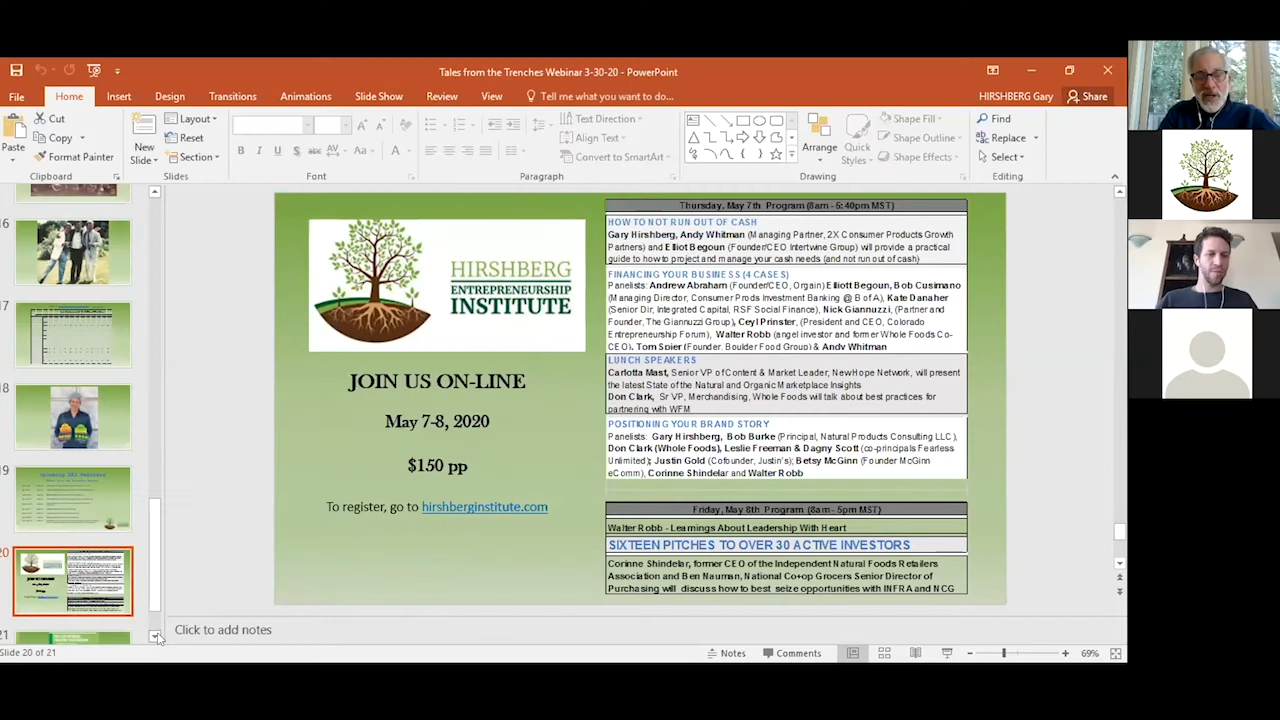 Tales from the Trenches Webinar 3-30-20 - PowerPoint
File Home Insert Design Transitions Animations Slide Show Review View Tell me what you want to do... HIRSHBERG Gary Share
Cut
Copy
Format Painter
Paste
Clipboard
New
Slide
Layout
Reset
Section
Slides
Font
Text Direction
Align Text
Convert to SmartArt
Paragraph
Arrange
Quick
Styles
Shape Fill
Shape Outline
Shape Effects
Drawing
Find
Replace
Select
Editing
16
17
18
19
20
21
HIRSHBERG
ENTREPRENEURSHIP
INSTITUTE
JOIN US ON-LINE
May 7-8, 2020
$150 pp
To register, go to hirshberginstitute.com
Thursday, May 7th Program (8am - 5:40pm MST)
HOW TO NOT RUN OUT OF CASH
Gary Hirshberg, Andy Whitman (Managing Partner, 2X Consumer Products Growth
Partners) and Elliot Begoun (Founder/CEO Intertwine Group) will provide a practical
guide to how to project and manage your cash needs (and not run out of cash)
FINANCING YOUR BUSINESS (4 CASES)
Panelists: Andrew Abraham (Founder/CEO, Orgain) Elliott Begoun, Bob Cusimano
(Managing Director, Consumer Prods Investment Banking @ B of A), Kate Danaher
(Senior Dir, Integrated Capital, RSF Social Finance), Nick Giannuzzi, (Partner and
Founder, The Giannuzzi Group), Ceyl Prinster, (President and CEO, Colorado
Entrepreneurship Forum), Walter Robb (angel investor and former Whole Foods Co-
CEO), Tom Spier (Founder, Boulder Food Group) & Andy Whitman
LUNCH SPEAKERS
Carlotta Mast, Senior VP of Content & Market Leader, NewHope Network, will present
the latest State of the Natural and Organic Marketplace Insights
Don Clark, Sr VP, Merchandising, Whole Foods will talk about best practices for
partnering with WFM
POSITIONING YOUR BRAND STORY
Panelists: Gary Hirshberg, Bob Burke (Principal, Natural Products Consulting LLC),
Don Clark (Whole Foods), Leslie Freeman & Dagny Scott (co-principals Fearless
Unlimited); Justin Gold (Cofounder, Justin's); Betsy McGinn (Founder McGinn
eComm), Corinne Shindelar and Walter Robb
Friday, May 8th Program (8am- 5pm MST)
Walter Robb - Learnings About Leadership With Heart
SIXTEEN PITCHES TO OVER 30 ACTIVE INVESTORS
Corinne Shindelar, former CEO of the Independent Natural Foods Retailers
Association and Ben Nauman, National Co+op Grocers Senior Director of
Purchasing will discuss how to best seize opportunities with INFRA and NCG
Click to add notes
Slide 20 of 21 Notes Comments 69%